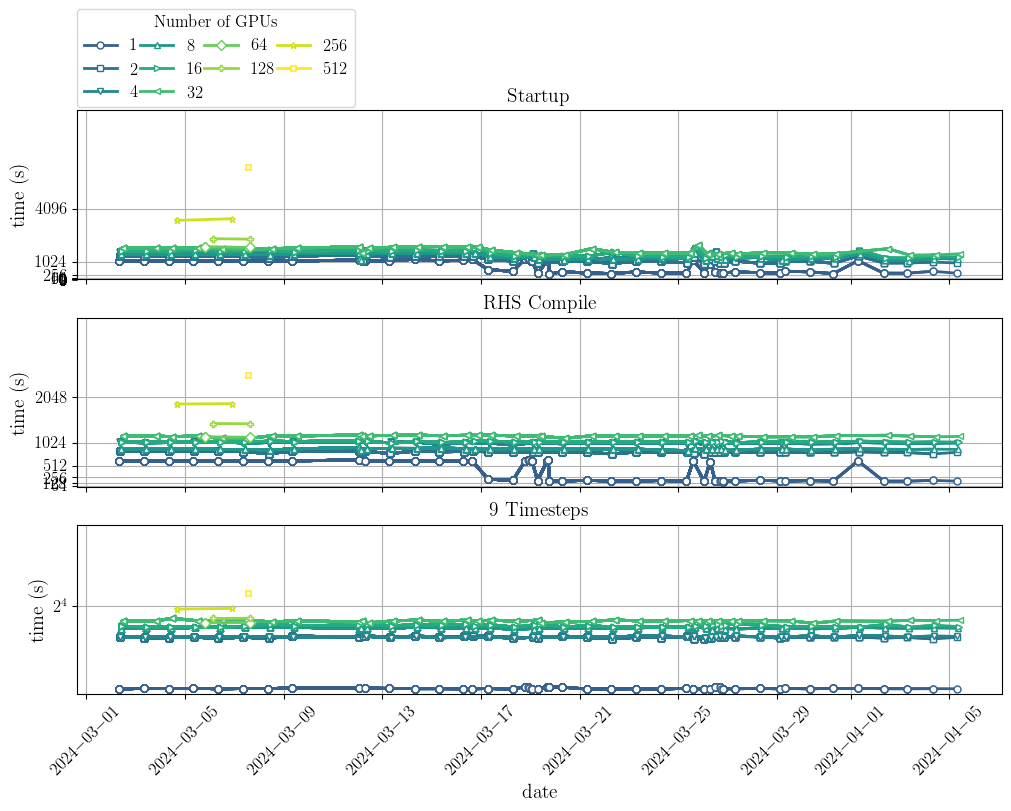 Number of GPUs
1 8 64 256
2 16 128 512
4 32
Startup
time (s)
4096
1024
256
RHS Compile
time (s)
2048
1024
512
256
128
9 Timesteps
time (s)
2^4
2024−03−01 2024−03−05 2024−03−09 2024−03−13 2024−03−17 2024−03−21 2024−03−25 2024−03−29 2024−04−01 2024−04−05
date